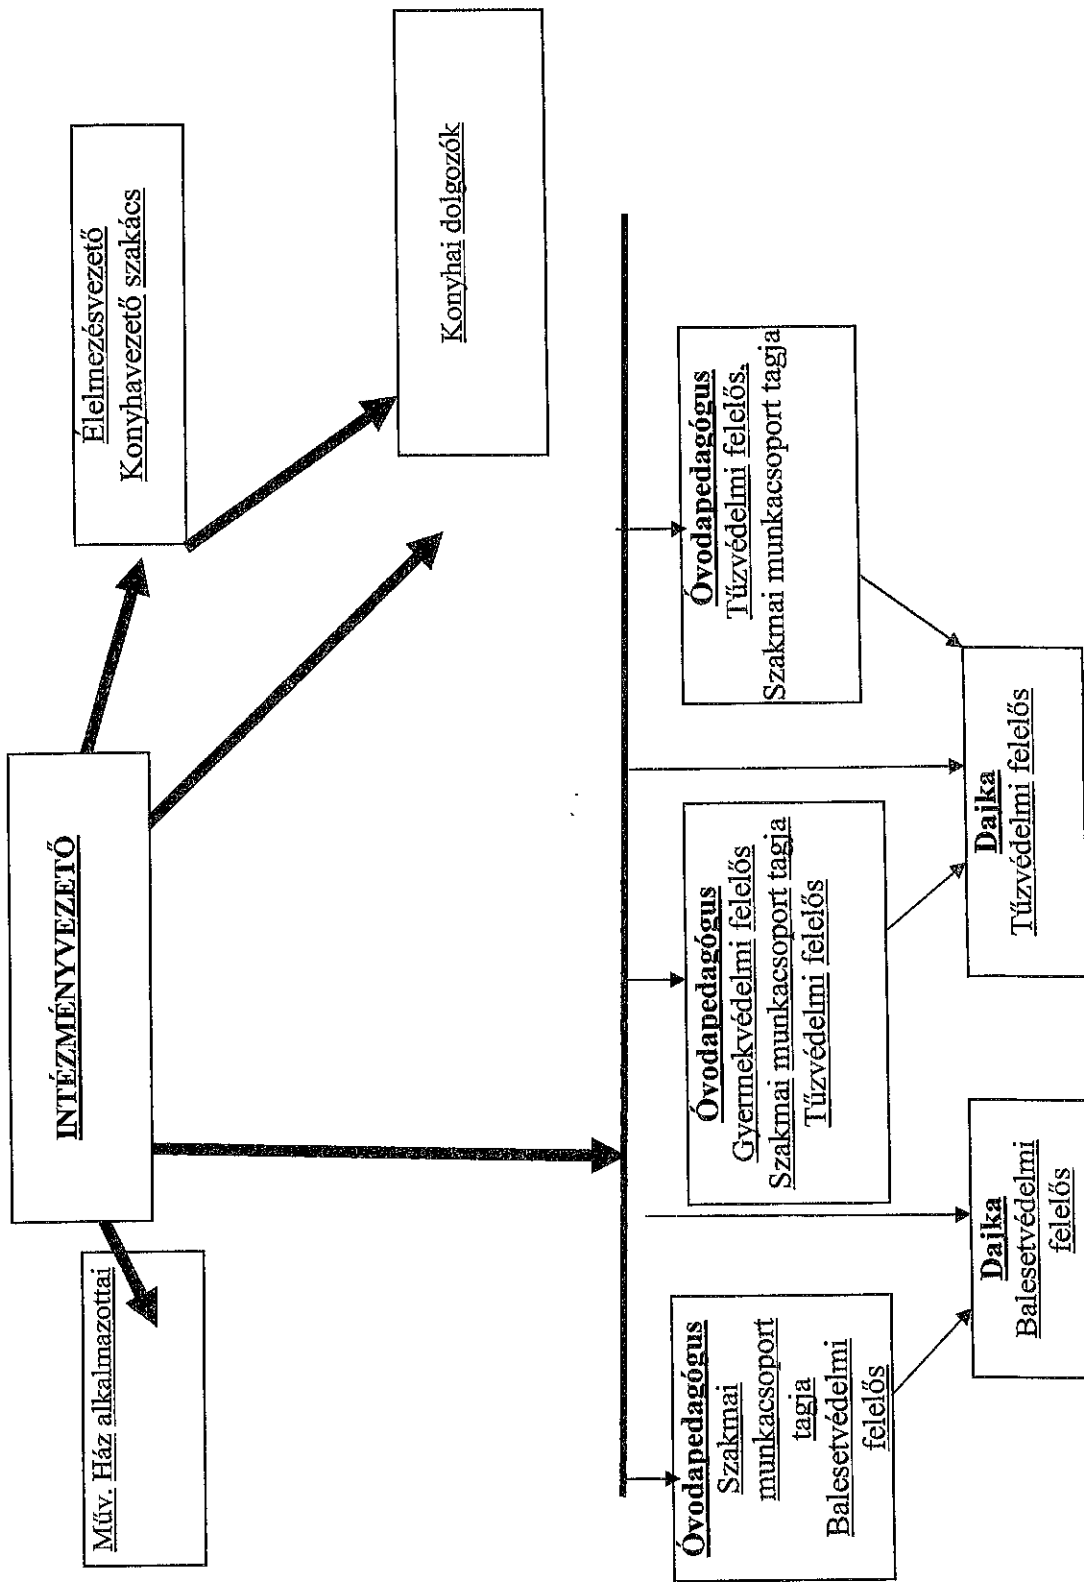 INTÉZMÉNYVEZETŐ
Műv. Ház alkalmazottai
Élelmezésvezető
Konyhavezető szakács
Konyhai dolgozók
Óvodapedagógus
Szakmai
munkacsoport
tagja
Balesetvédelmi
felelős
Óvodapedagógus
Gyermekvédelmi felelős
Szakmai munkacsoport tagja
Tűzvédelmi felelős
Óvodapedagógus
Tűzvédelmi felelős.
Szakmai munkacsoport tagja
Dajka
Balesetvédelmi
felelős
Dajka
Tűzvédelmi felelős